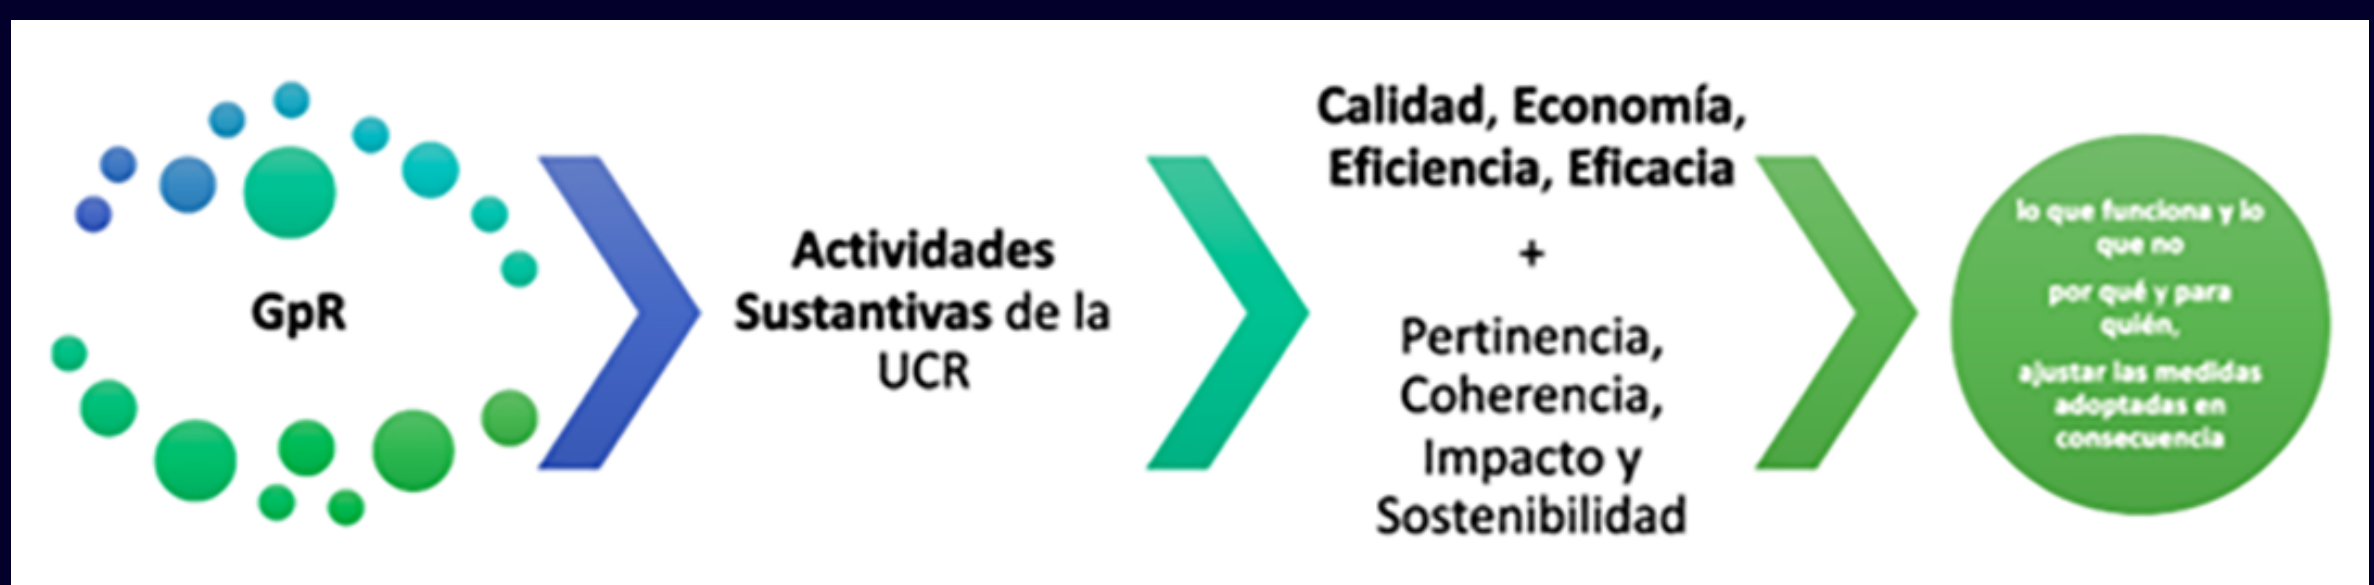 GpR
Actividades
Sustantivas de la
UCR
Calidad, Economía,
Eficiencia, Eficacia
+
Pertinencia,
Coherencia,
Impacto y
Sostenibilidad
lo que funciona y lo
que no
por qué y para
quién,
ajustar las medidas
adoptadas en
consecuencia